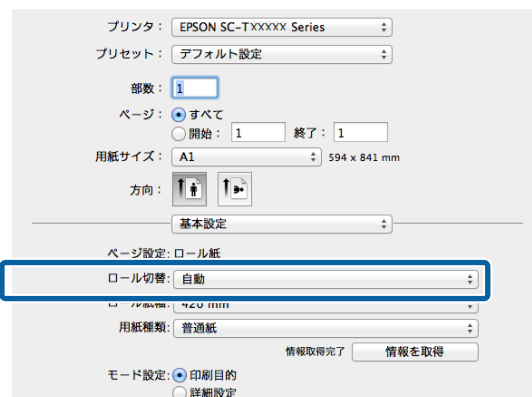 プリンタ： EPSON SC-TXXXXX Series
プリセット： デフォルト設定
部数： 1
ページ： すべて
開始： 1 終了： 1
用紙サイズ： A1 594 x 841 mm
方向：
基本設定
ページ設定: ロール紙
ロール切替: 自動
ロール紙幅: 420 mm
用紙種類: 普通紙
情報取得完了 情報を取得
モード設定: 印刷目的
詳細設定